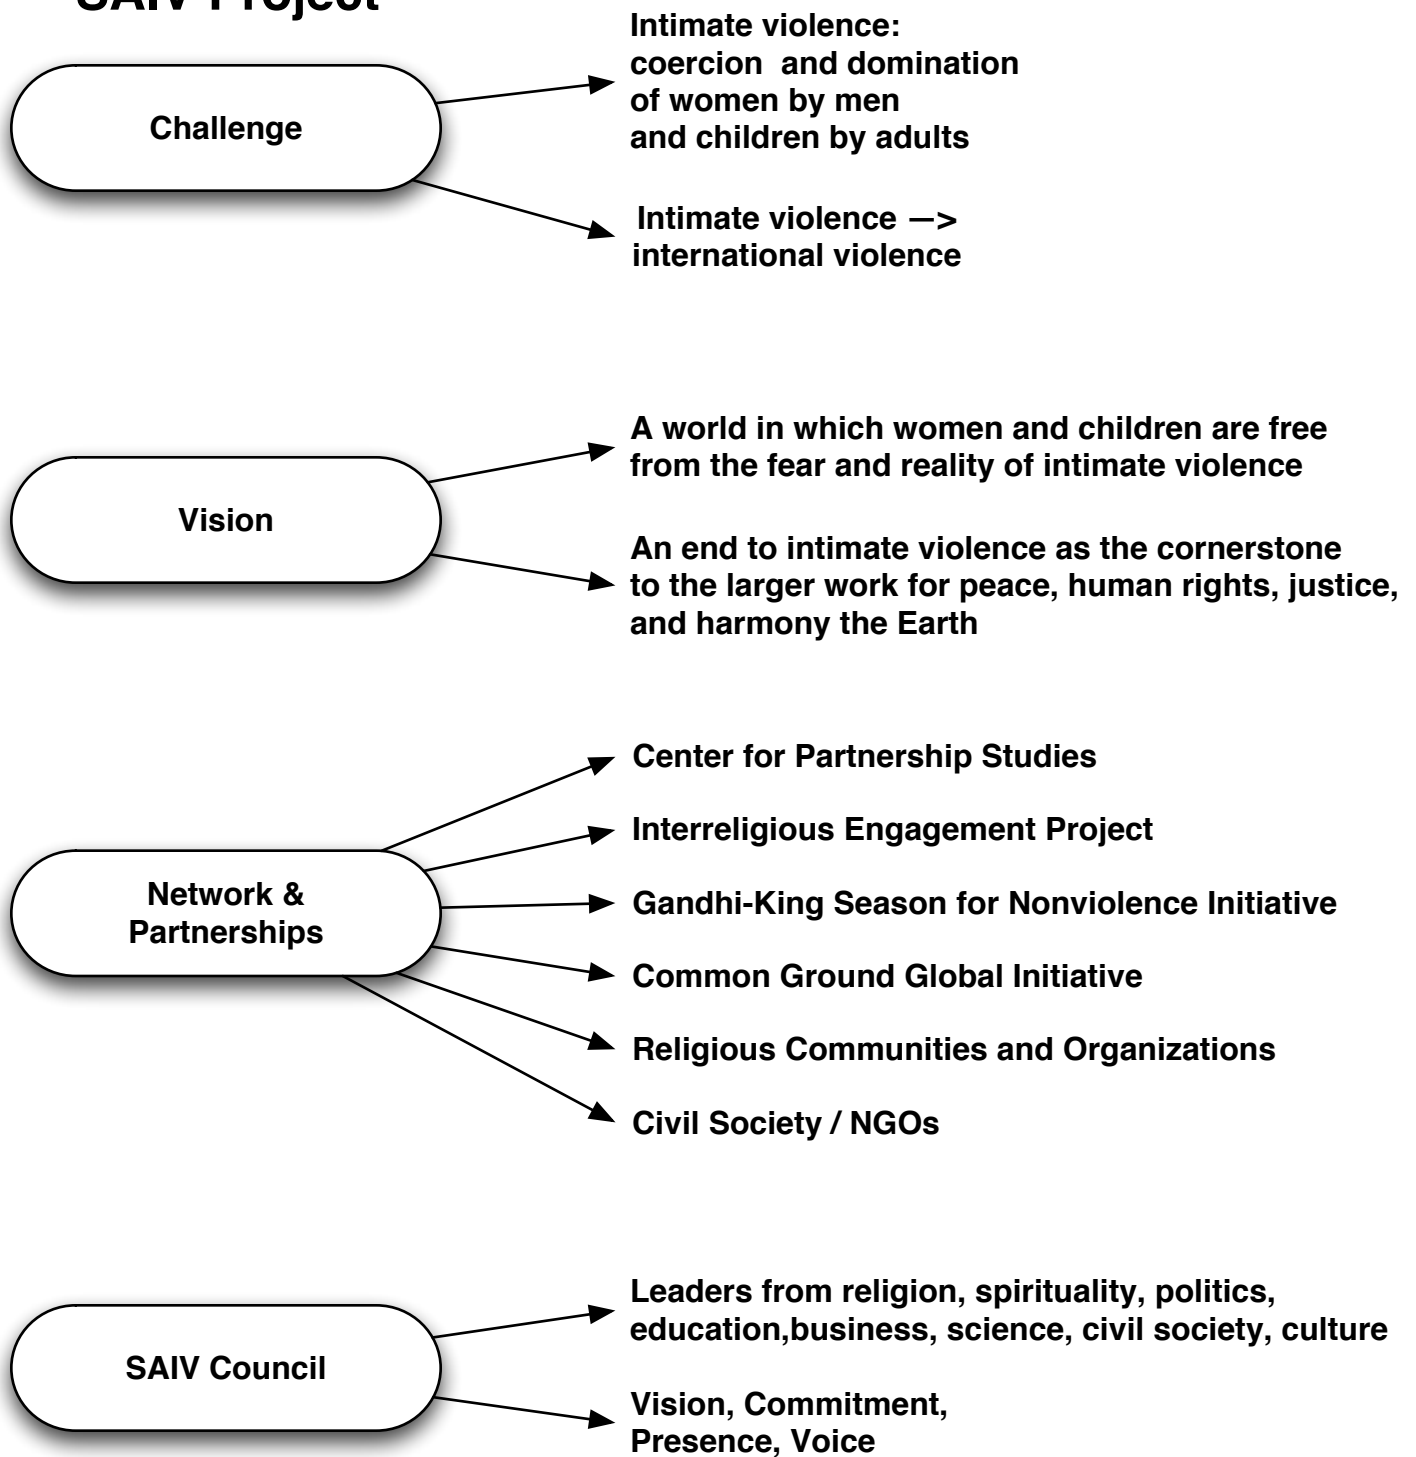 SAIV Project
Challenge
Intimate violence:
coercion and domination
of women by men
and children by adults
Intimate violence —>
international violence
Vision
A world in which women and children are free
from the fear and reality of intimate violence
An end to intimate violence as the cornerstone
to the larger work for peace, human rights, justice,
and harmony the Earth
Network &
Partnerships
Center for Partnership Studies
Interreligious Engagement Project
Gandhi-King Season for Nonviolence Initiative
Common Ground Global Initiative
Religious Communities and Organizations
Civil Society / NGOs
SAIV Council
Leaders from religion, spirituality, politics,
education,business, science, civil society, culture
Vision, Commitment,
Presence, Voice